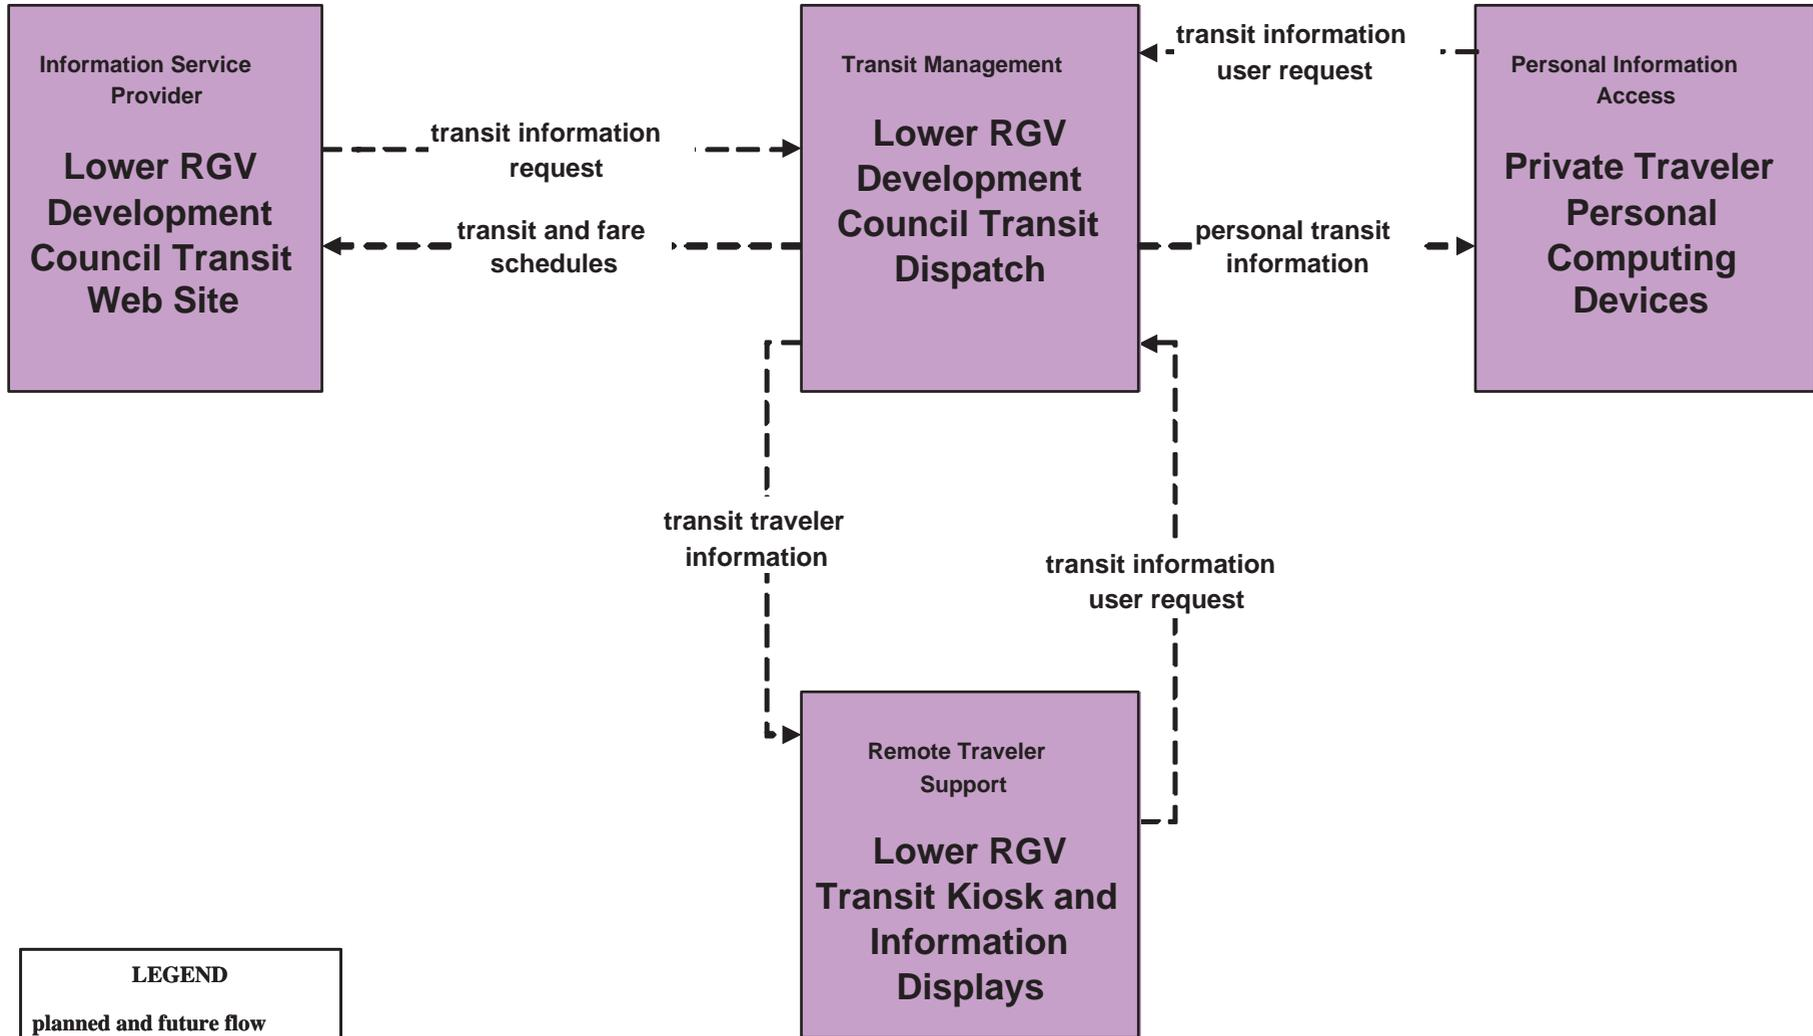 Information Service
Provider
Lower RGV
Development
Council Transit
Web Site
transit information
request
transit and fare
schedules
Transit Management
Lower RGV
Development
Council Transit
Dispatch
transit information
user request
personal transit
information
Personal Information
Access
Private Traveler
Personal
Computing
Devices
transit traveler
information
transit information
user request
Remote Traveler
Support
Lower RGV
Transit Kiosk and
Information
Displays
LEGEND
planned and future flow